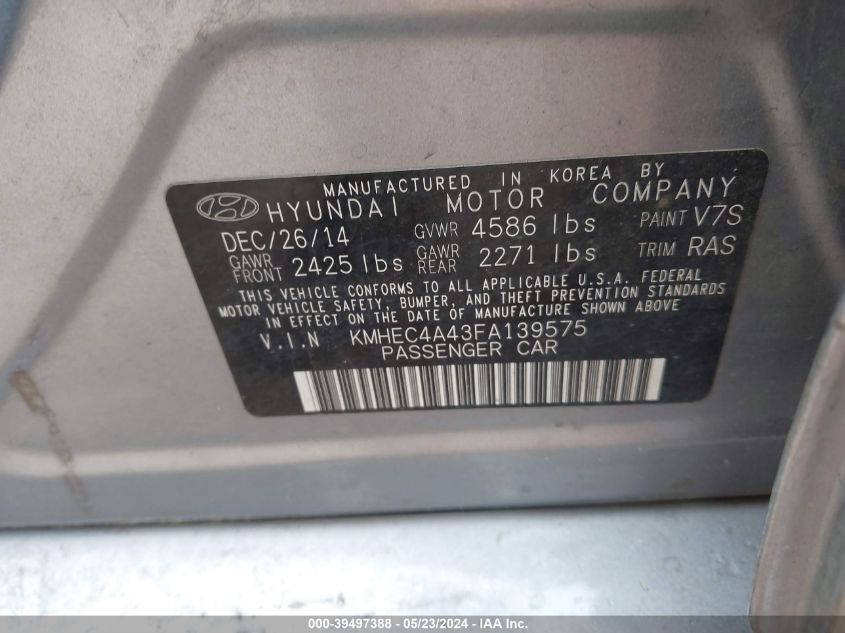 MANUFACTURED IN KOREA BY
HYUNDAI MOTOR COMPANY
DEC/26/14 GVWR 4586 lbs PAINT V7S
GAWR FRONT 2425 lbs GAWR REAR 2271 lbs TRIM RAS
THIS VEHICLE CONFORMS TO ALL APPLICABLE U.S.A. FEDERAL
MOTOR VEHICLE SAFETY, BUMPER, AND THEFT PREVENTION STANDARDS
IN EFFECT ON THE DATE OF MANUFACTURE SHOWN ABOVE
V.I.N KMHEC4A43FA139575
PASSENGER CAR
000-39497388 - 05/23/2024 - IAA Inc.